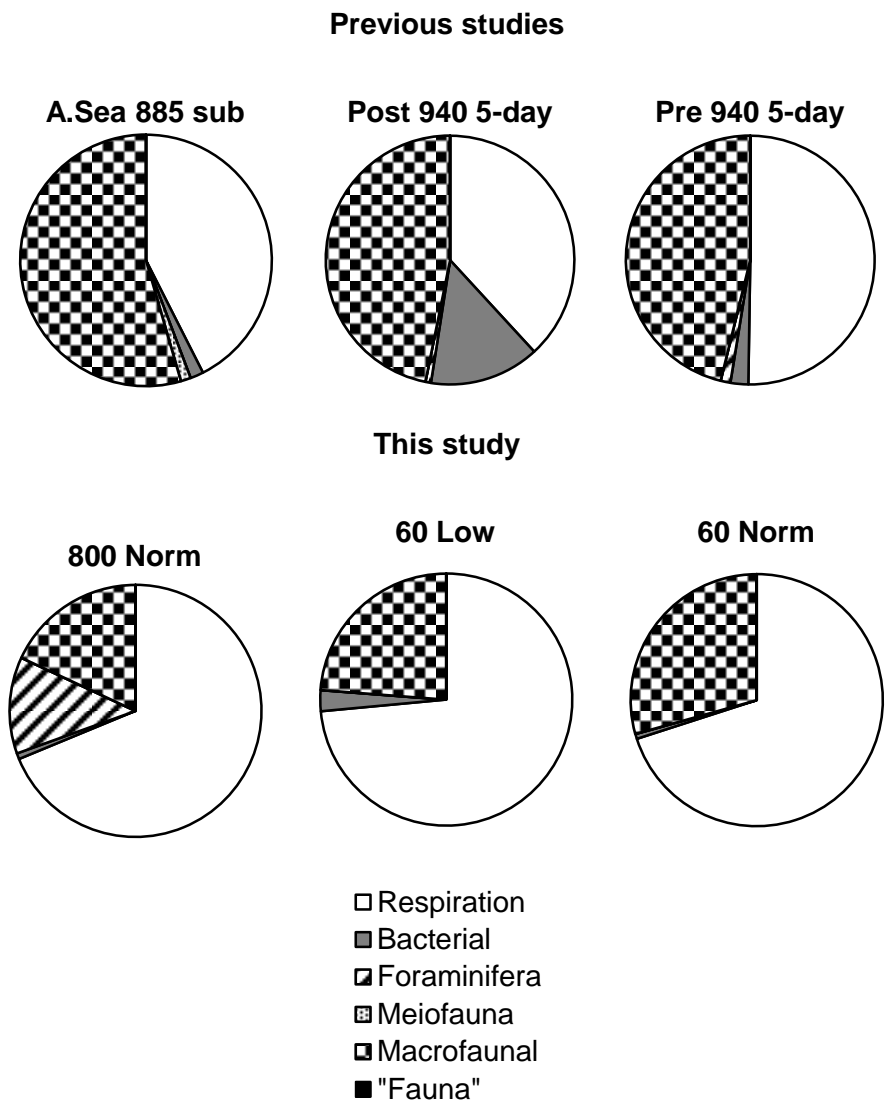 Previous studies
A.Sea 885 sub
Post 940 5-day
Pre 940 5-day
This study
800 Norm
60 Low
60 Norm
Respiration
Bacterial
Foraminifera
Meiofauna
Macrofaunal
"Fauna"